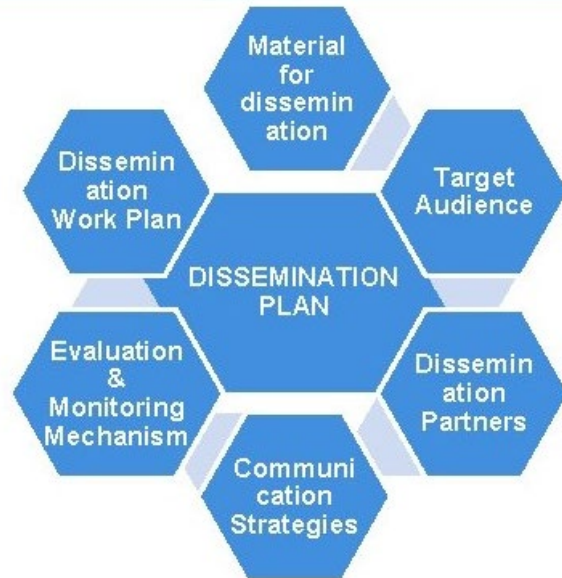 Material
for
dissemin
ation
Target
Audience
Dissemin
ation
Partners
Communi
cation
Strategies
Evaluation
&
Monitoring
Mechanism
Dissemin
ation
Work Plan
DISSEMINATION
PLAN